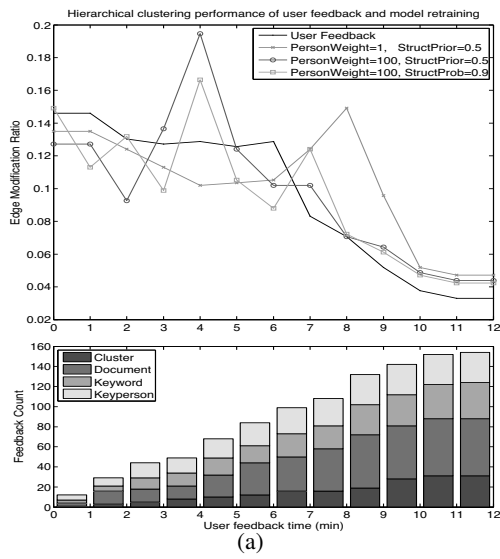 Hierarchical clustering performance of user feedback and model retraining
User Feedback
PersonWeight=1, StructPrior=0.5
PersonWeight=100, StructPrior=0.5
PersonWeight=100, StructProb=0.9
Edge Modification Ratio
0.2
0.18
0.16
0.14
0.12
0.1
0.08
0.06
0.04
0.02
0 1 2 3 4 5 6 7 8 9 10 11 12
Cluster
Document
Keyword
Keyperson
Feedback Count
160
140
120
100
80
60
40
20
0
0 1 2 3 4 5 6 7 8 9 10 11 12
User feedback time (min)
(a)